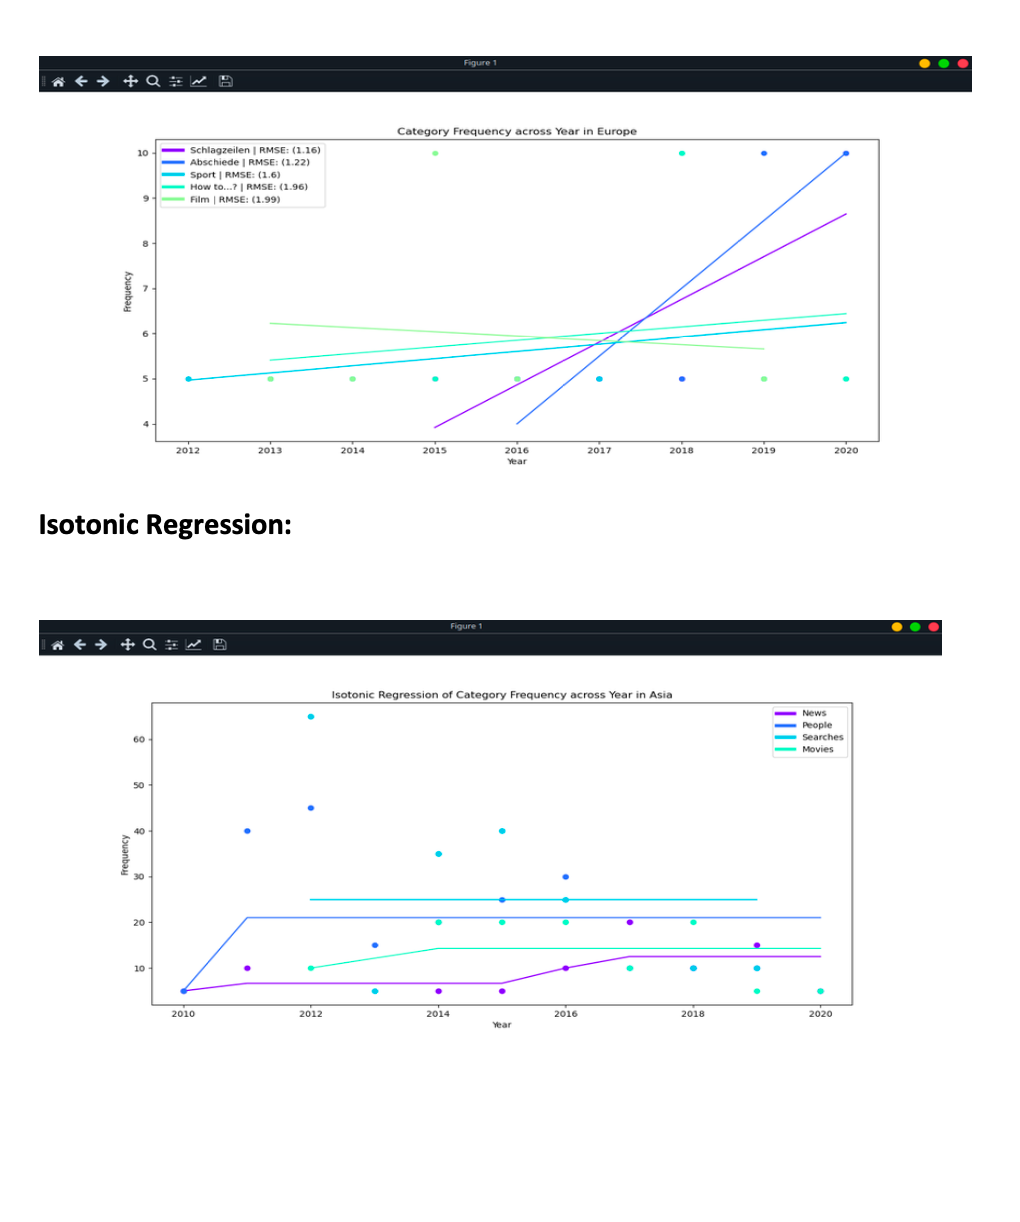 Figure 1
Category Frequency across Year in Europe
Schlagzeilen | RMSE: (1.16)
Abschiede | RMSE: (1.22)
Sport | RMSE: (1.6)
How to...? | RMSE: (1.96)
Film | RMSE: (1.99)
10
9
8
7
6
5
4
Frequency
2012 2013 2014 2015 2016 2017 2018 2019 2020
Year
Isotonic Regression:
Figure 1
Isotonic Regression of Category Frequency across Year in Asia
News
People
Searches
Movies
60
50
40
30
20
10
Frequency
2010 2012 2014 2016 2018 2020
Year